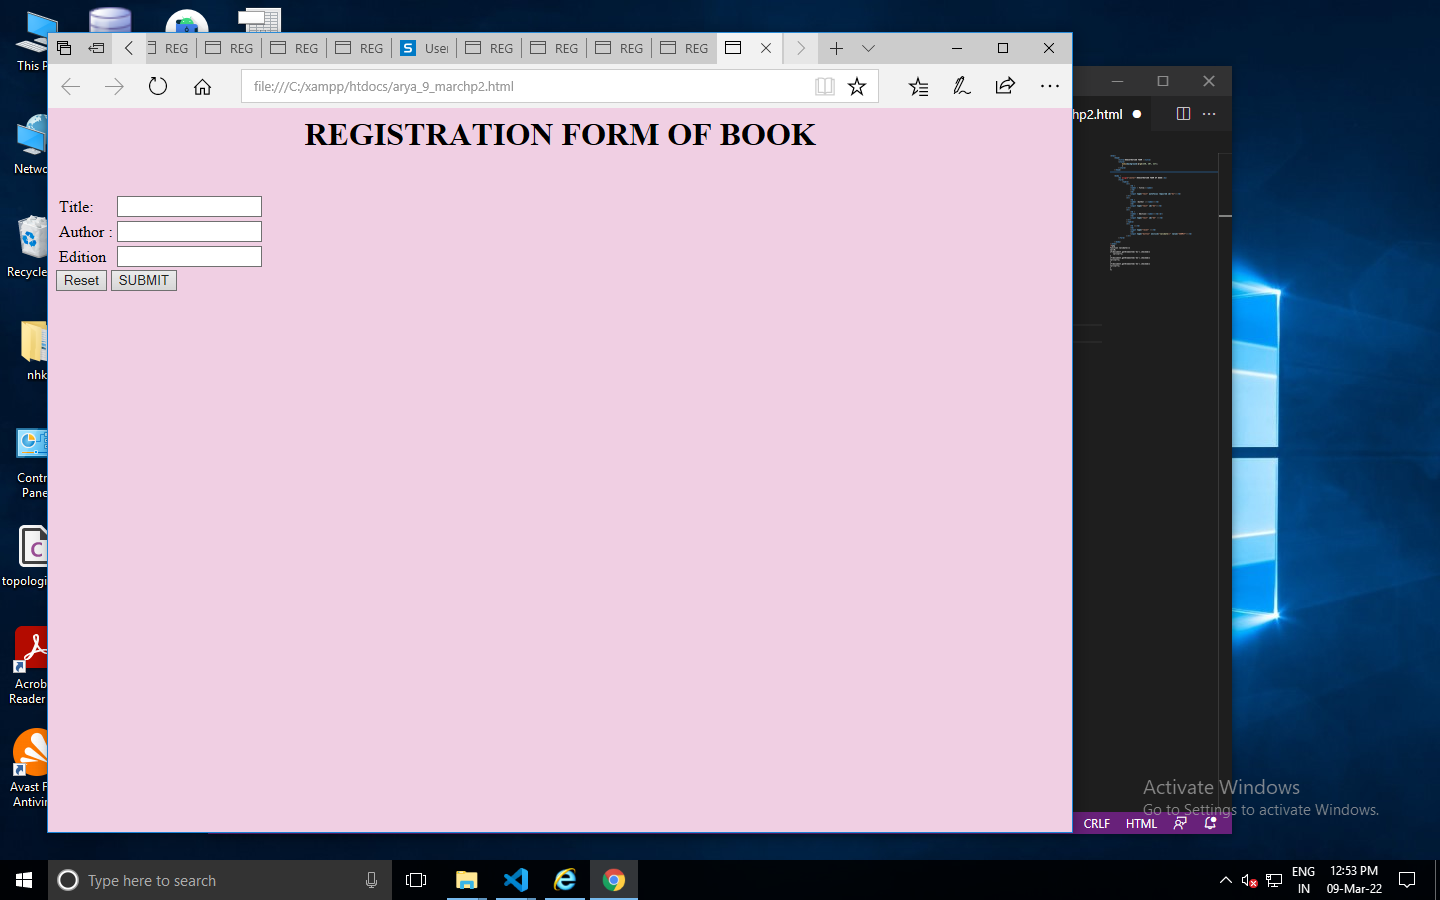 This P
REG
REG
REG
REG
User
REG
REG
REG
REG
file:///C:/xampp/htdocs/arya_9_marchp2.html
hp2.html
REGISTRATION FORM OF BOOK
Title:
Author :
Edition
Reset SUBMIT
Netwo
Recycle
nhk
Contr
Pane
topologi
Acrob
Reader
Avast F
Antivir
Activate Windows
Go to Settings to activate Windows.
CRLF HTML
Type here to search
ENG
IN
12:53 PM
09-Mar-22